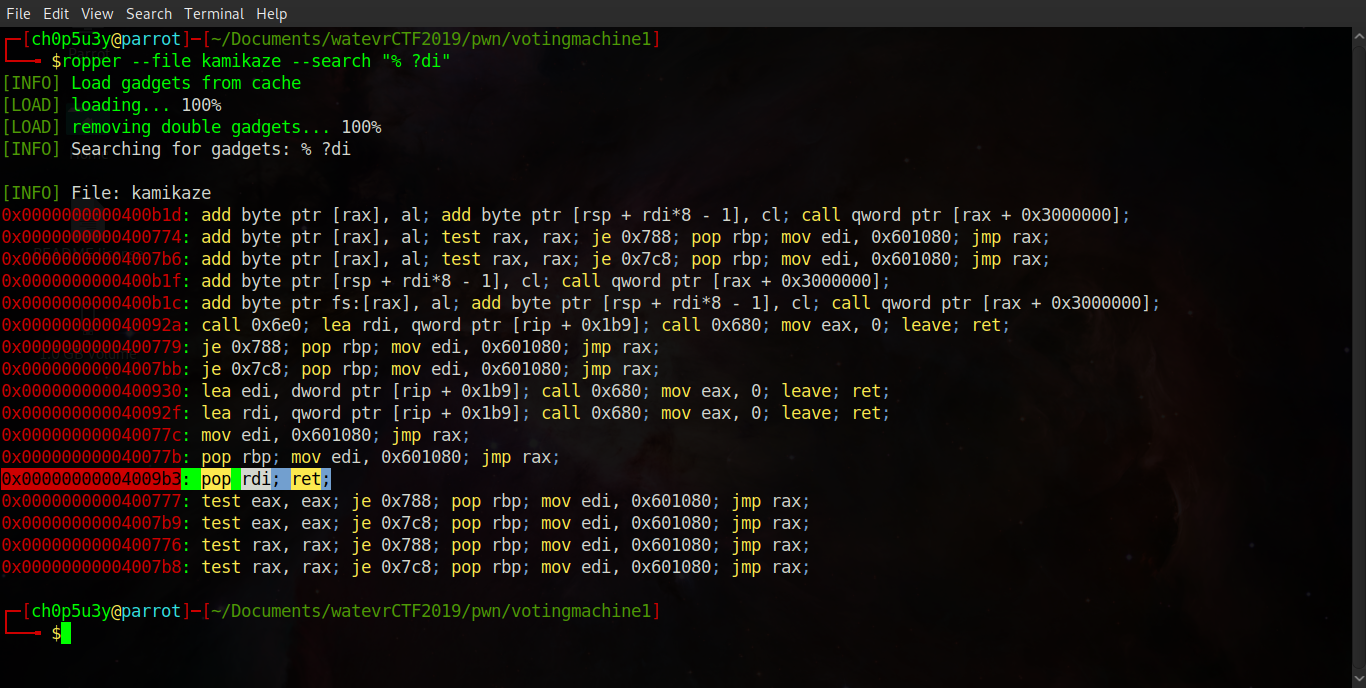 File Edit View Search Terminal Help
┌─[ch0p5u3y@parrot]─[~/Documents/watevrCTF2019/pwn/votingmachine1]
└──╼ $ropper --file kamikaze --search "% ?di"
[INFO] Load gadgets from cache
[LOAD] loading... 100%
[LOAD] removing double gadgets... 100%
[INFO] Searching for gadgets: % ?di
[INFO] File: kamikaze
0x0000000000400b1d: add byte ptr [rax], al; add byte ptr [rsp + rdi*8 - 1], cl; call qword ptr [rax + 0x3000000];
0x0000000000400774: add byte ptr [rax], al; test rax, rax; je 0x788; pop rbp; mov edi, 0x601080; jmp rax;
0x00000000004007b6: add byte ptr [rax], al; test rax, rax; je 0x7c8; pop rbp; mov edi, 0x601080; jmp rax;
0x0000000000400b1f: add byte ptr [rsp + rdi*8 - 1], cl; call qword ptr [rax + 0x3000000];
0x0000000000400b1c: add byte ptr fs:[rax], al; add byte ptr [rsp + rdi*8 - 1], cl; call qword ptr [rax + 0x3000000];
0x000000000040092a: call 0x6e0; lea rdi, qword ptr [rip + 0x1b9]; call 0x680; mov eax, 0; leave; ret;
0x0000000000400779: je 0x788; pop rbp; mov edi, 0x601080; jmp rax;
0x00000000004007bb: je 0x7c8; pop rbp; mov edi, 0x601080; jmp rax;
0x0000000000400930: lea edi, dword ptr [rip + 0x1b9]; call 0x680; mov eax, 0; leave; ret;
0x000000000040092f: lea rdi, qword ptr [rip + 0x1b9]; call 0x680; mov eax, 0; leave; ret;
0x000000000040077c: mov edi, 0x601080; jmp rax;
0x000000000040077b: pop rbp; mov edi, 0x601080; jmp rax;
0x00000000004009b3: pop rdi; ret;
0x0000000000400777: test eax, eax; je 0x788; pop rbp; mov edi, 0x601080; jmp rax;
0x00000000004007b9: test eax, eax; je 0x7c8; pop rbp; mov edi, 0x601080; jmp rax;
0x0000000000400776: test rax, rax; je 0x788; pop rbp; mov edi, 0x601080; jmp rax;
0x00000000004007b8: test rax, rax; je 0x7c8; pop rbp; mov edi, 0x601080; jmp rax;
┌─[ch0p5u3y@parrot]─[~/Documents/watevrCTF2019/pwn/votingmachine1]
└──╼ $